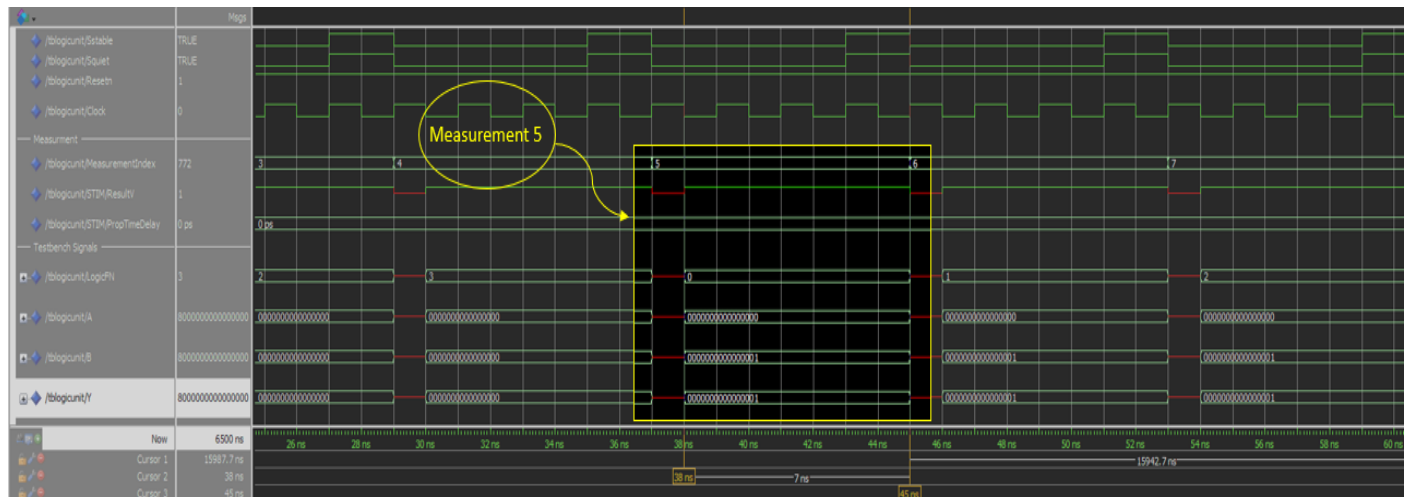 Msgs
/tblogicunit/Sstable TRUE
/tblogicunit/Squiet TRUE
/tblogicunit/Resetn 1
/tblogicunit/Clock 0
Measurment
/tblogicunit/MeasurementIndex 772 3 4 5 6 7
/tblogicunit/STIM/ResultV 1
/tblogicunit/STIM/PropTimeDelay 0 ps 0 ps
Testbench Signals
/tblogicunit/LogicFN 3 2 3 0 1 2
/tblogicunit/A 8000000000000000 0000000000000000 0000000000000000 0000000000000000 0000000000000000 0000000000000000
/tblogicunit/B 8000000000000000 0000000000000000 0000000000000000 0000000000000001 0000000000000001 0000000000000001
/tblogicunit/Y 8000000000000000 0000000000000000 0000000000000000 0000000000000001 0000000000000001 0000000000000001
Measurement 5
Now 6500 ns 26 ns 28 ns 30 ns 32 ns 34 ns 36 ns 38 ns 40 ns 42 ns 44 ns 46 ns 48 ns 50 ns 52 ns 54 ns 56 ns 58 ns 60 ns
Cursor 1 15987.7 ns 15942.7 ns
Cursor 2 38 ns 38 ns 7 ns
Cursor 3 45 ns 45 ns